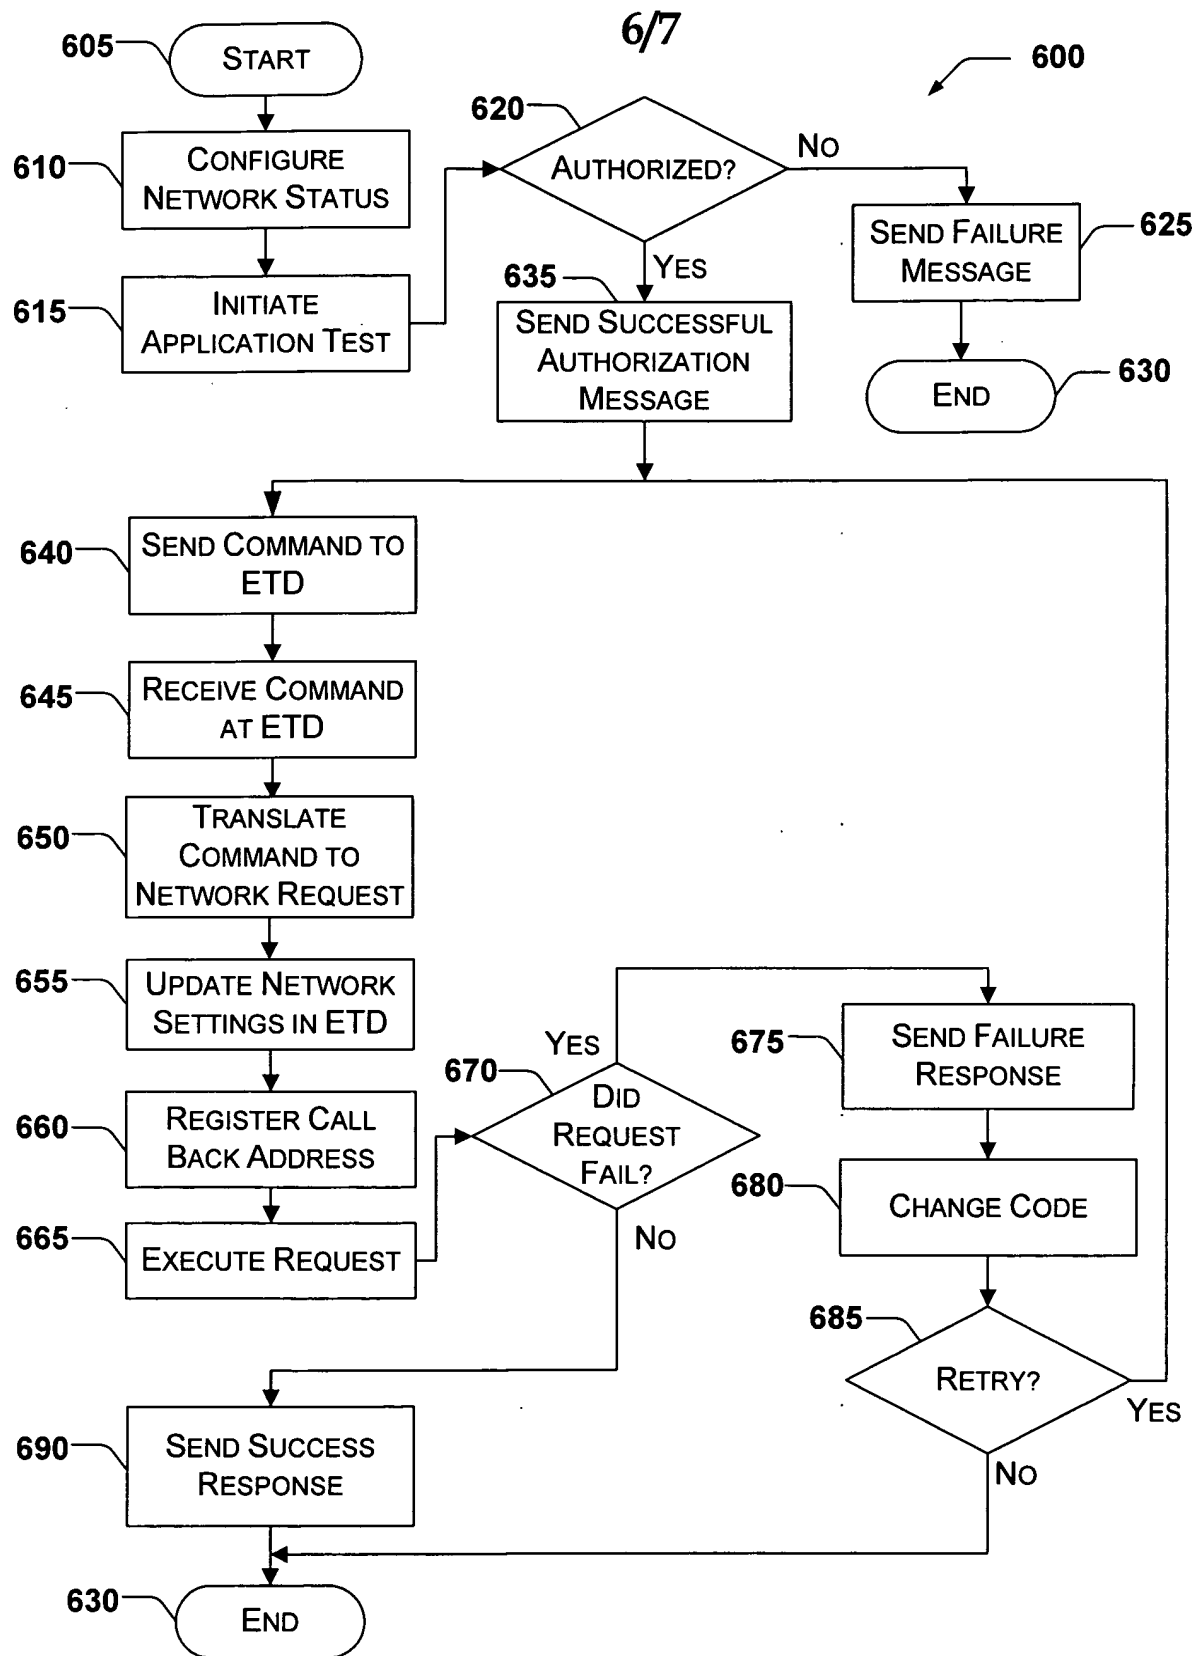 6/7
600
605
START
610
CONFIGURE
NETWORK STATUS
615
INITIATE
APPLICATION TEST
620
AUTHORIZED?
NO
YES
625
SEND FAILURE
MESSAGE
630
END
635
SEND SUCCESSFUL
AUTHORIZATION
MESSAGE
640
SEND COMMAND TO
ETD
645
RECEIVE COMMAND
AT ETD
650
TRANSLATE
COMMAND TO
NETWORK REQUEST
655
UPDATE NETWORK
SETTINGS IN ETD
660
REGISTER CALL
BACK ADDRESS
665
EXECUTE REQUEST
670
DID
REQUEST
FAIL?
YES
NO
675
SEND FAILURE
RESPONSE
680
CHANGE CODE
685
RETRY?
YES
NO
690
SEND SUCCESS
RESPONSE
630
END